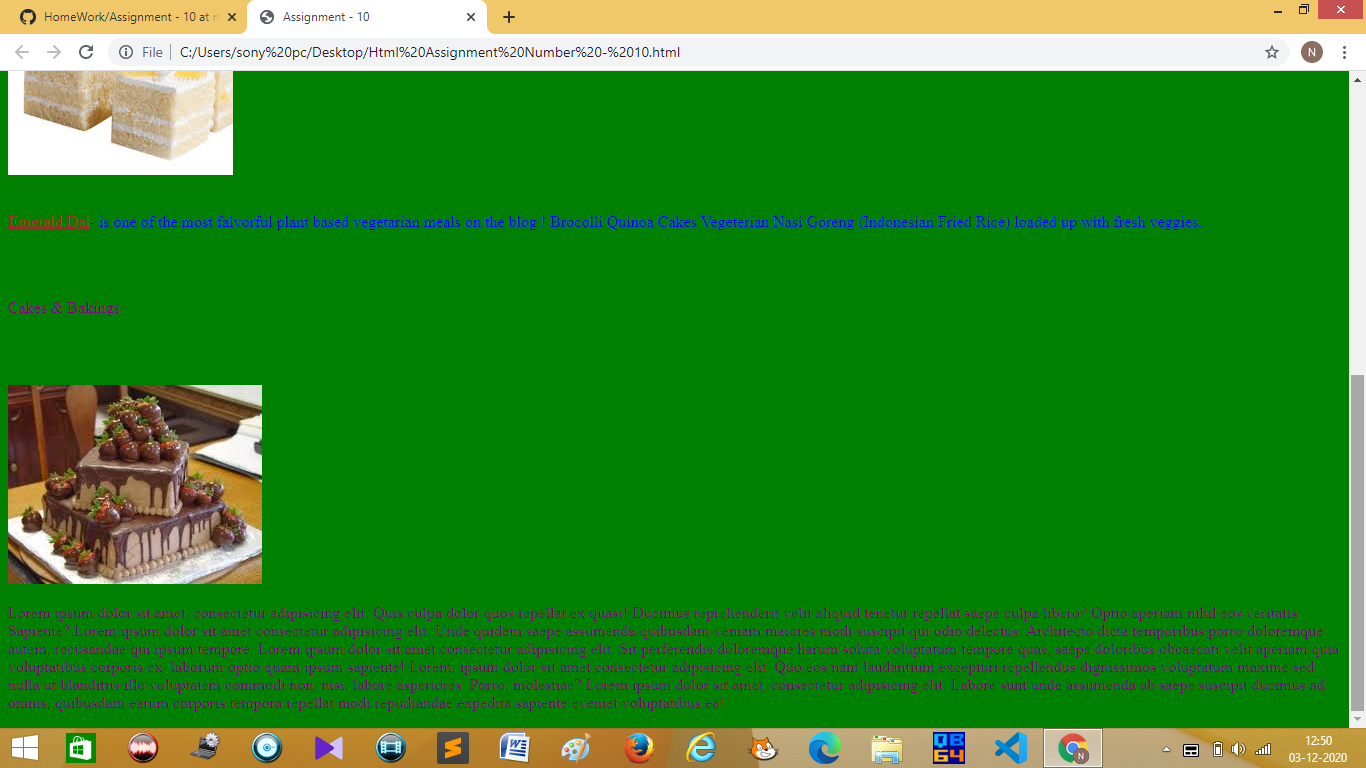 HomeWork/Assignment - 10 at m
Assignment - 10
File
C:/Users/sony%20pc/Desktop/Html%20Assignment%20Number%20-%2010.html
N
Emerald Dal- is one of the most falvorful plant based vegetarian meals on the blog ! Brocolli Quinoa Cakes Vegeterian Nasi Goreng (Indonesian Fried Rice) loaded up with fresh veggies.
Cakes & Bakings
Lorem ipsum dolor sit amet, consectetur adipisicing elit. Quis culpa dolor quos repellat ex quasi! Ducimus reprehenderit velit aliquid tenetur repellat saepe culpa libero? Optio aperiam nihil eos veritatis.
Sapiente? Lorem ipsum dolor sit amet consectetur adipisicing elit. Unde quidem saepe assumenda quibusdam veniam maiores modi suscipit qui odio delectus. Architecto dicta temporibus porro doloremque
autem, recusandae qui ipsum tempore. Lorem ipsum dolor sit amet consectetur adipisicing elit. Sit perferendis doloremque harum soluta voluptatum tempore quas, saepe doloribus obcaecati velit aperiam quia
voluptatibus corporis ex, laborum optio quam ipsum sapiente! Lorem, ipsum dolor sit amet consectetur adipisicing elit. Quo eos nam laudantium excepturi repellendus dignissimos voluptatum maxime sed
nulla ut blanditiis illo voluptatem commodi non, iusi, labore asperiores. Porro, molestiae? Lorem ipsum dolor sit amet, consectetur adipisicing elit. Labore sunt unde assumenda ab saepe suscipit ducimus ad
omnis, quibusdam earum corporis tempora repellat modi repudiandae expedita sapiente eveniet voluptatibus ea!
QB
64
N
12:50
03-12-2020